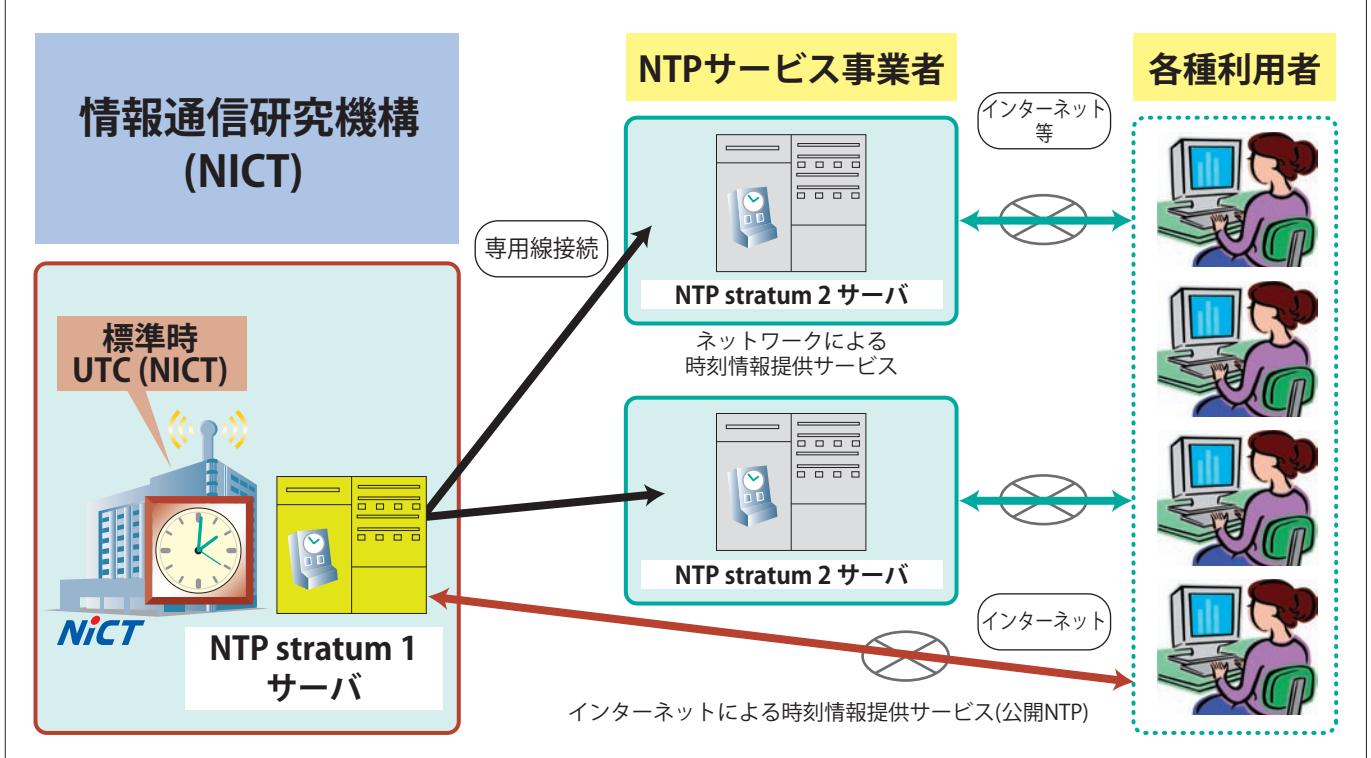 情報通信研究機構
(NICT)
NTPサービス事業者
各種利用者
インターネット
等
専用線接続
NTP stratum 2 サーバ
ネットワークによる
時刻情報提供サービス
標準時
UTC (NICT)
NTP stratum 2 サーバ
NiCT
NTP stratum 1
サーバ
インターネット
インターネットによる時刻情報提供サービス(公開NTP)